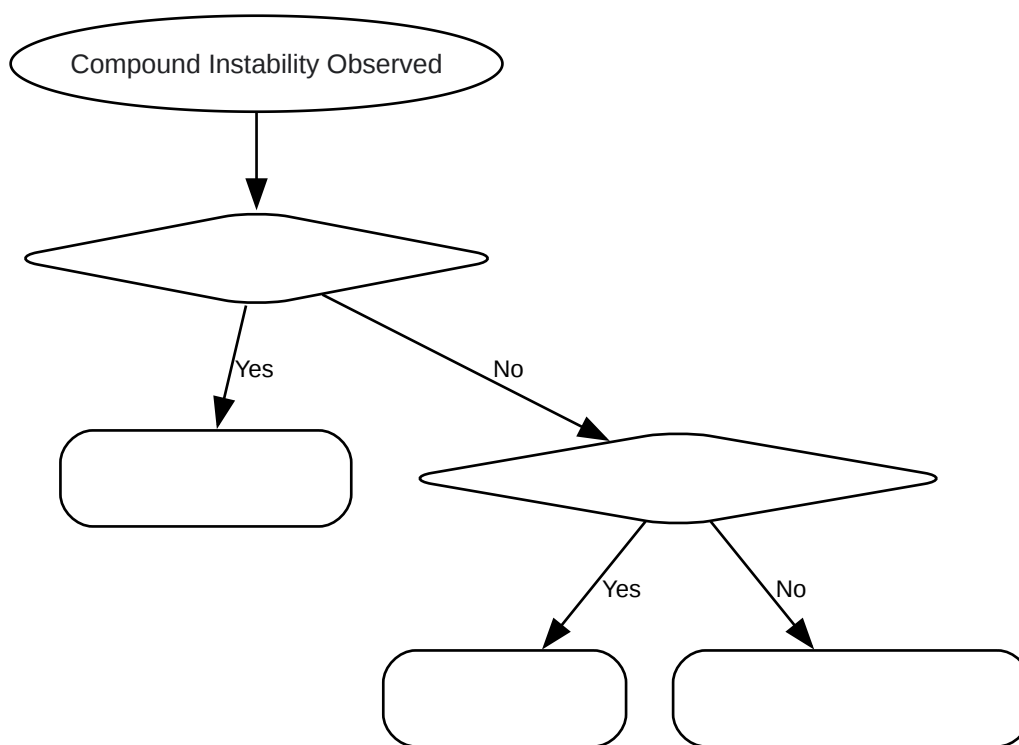 Compound Instability Observed
Yes
No
Yes
No